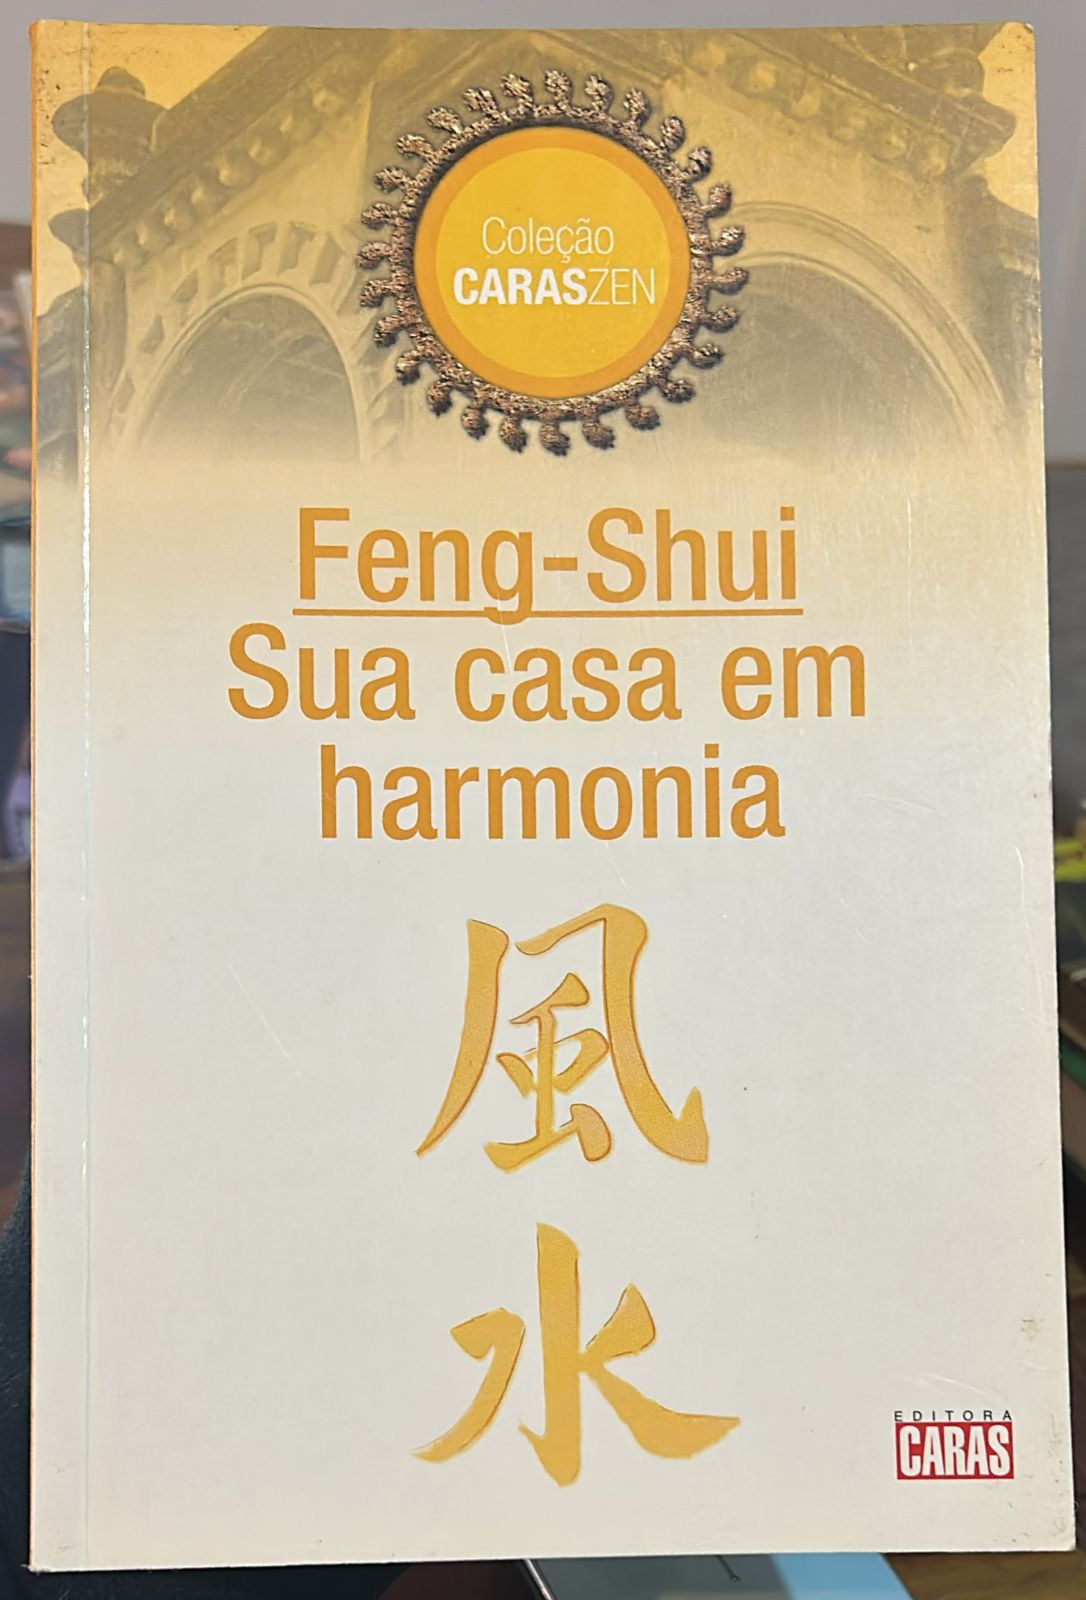 Coleção
CARASZEN
Feng-Shui
Sua casa em
harmonia
風
水
EDITORA
CARAS